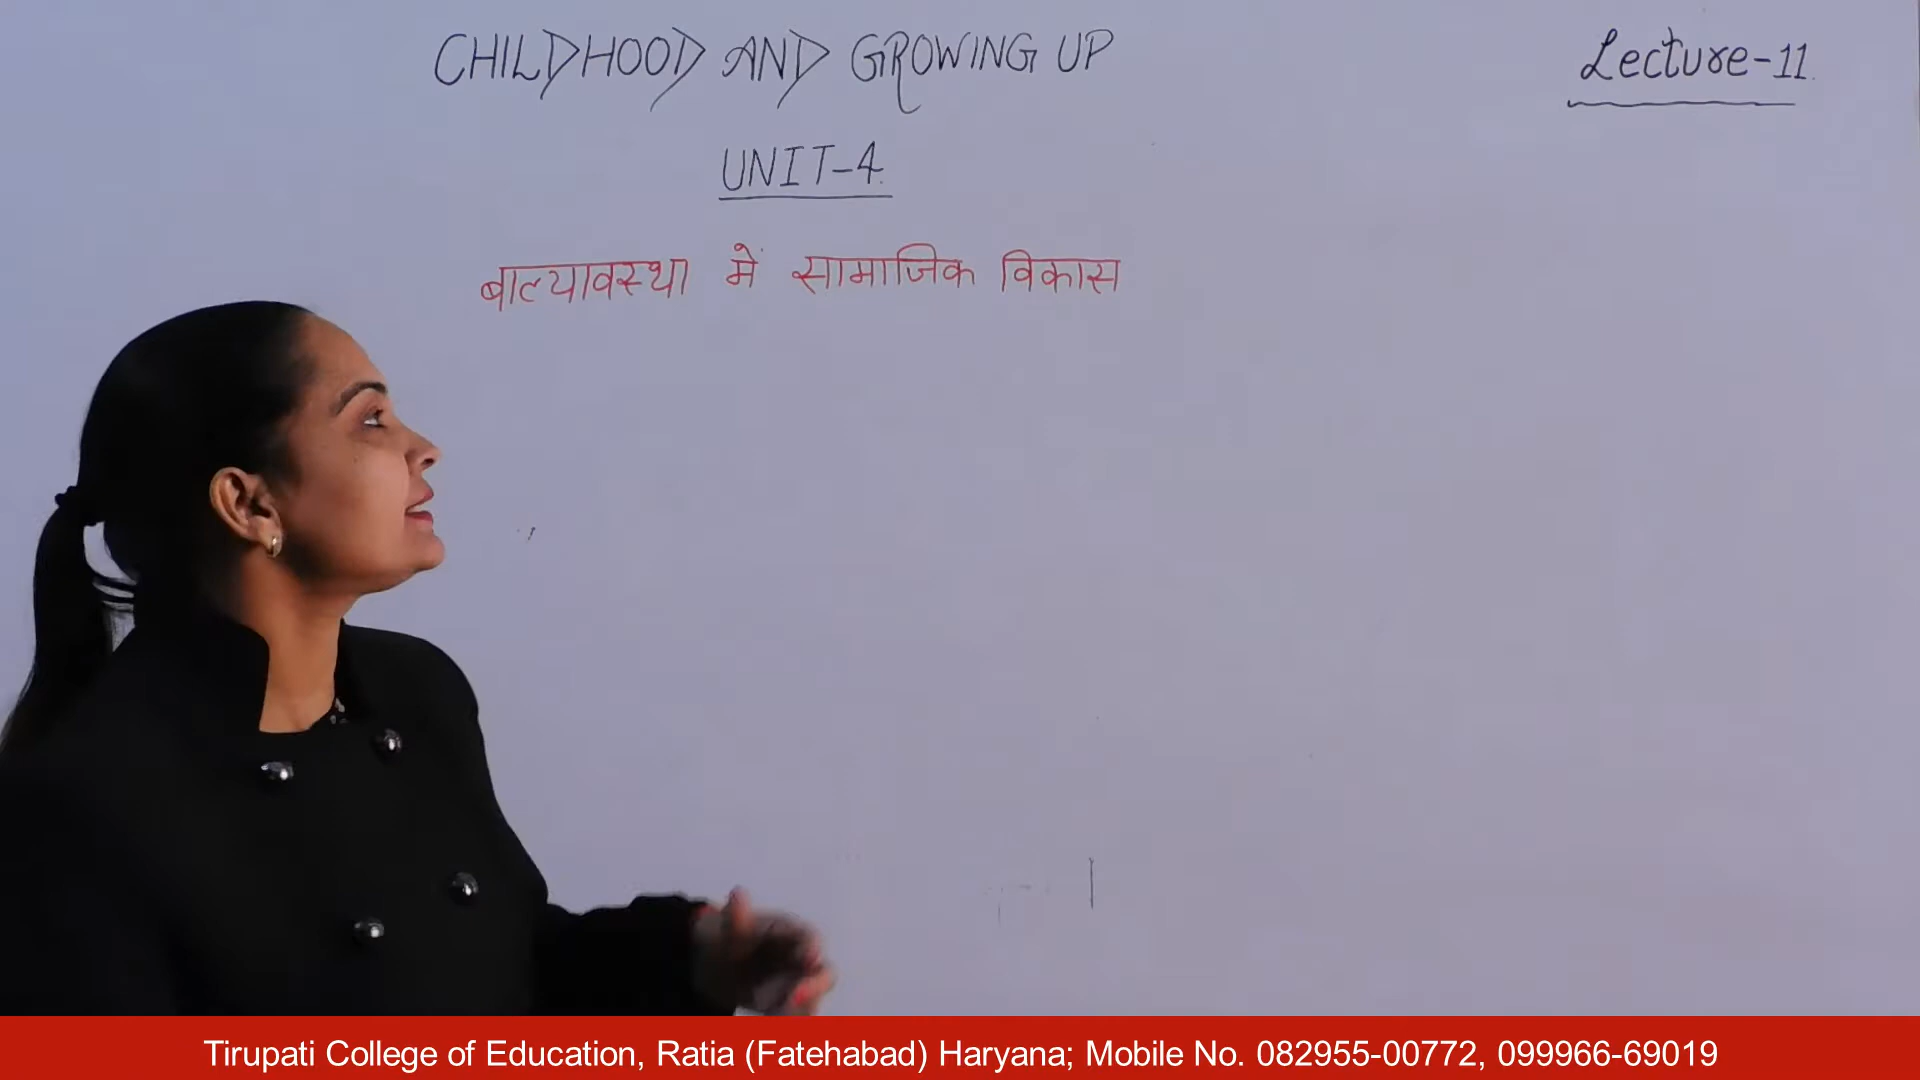 CHILDHOOD AND GROWING UP
Lecture-11.
UNIT-4.
बाल्यावस्था में सामाजिक विकास
Tirupati College of Education, Ratia (Fatehabad) Haryana; Mobile No. 082955-00772, 099966-69019